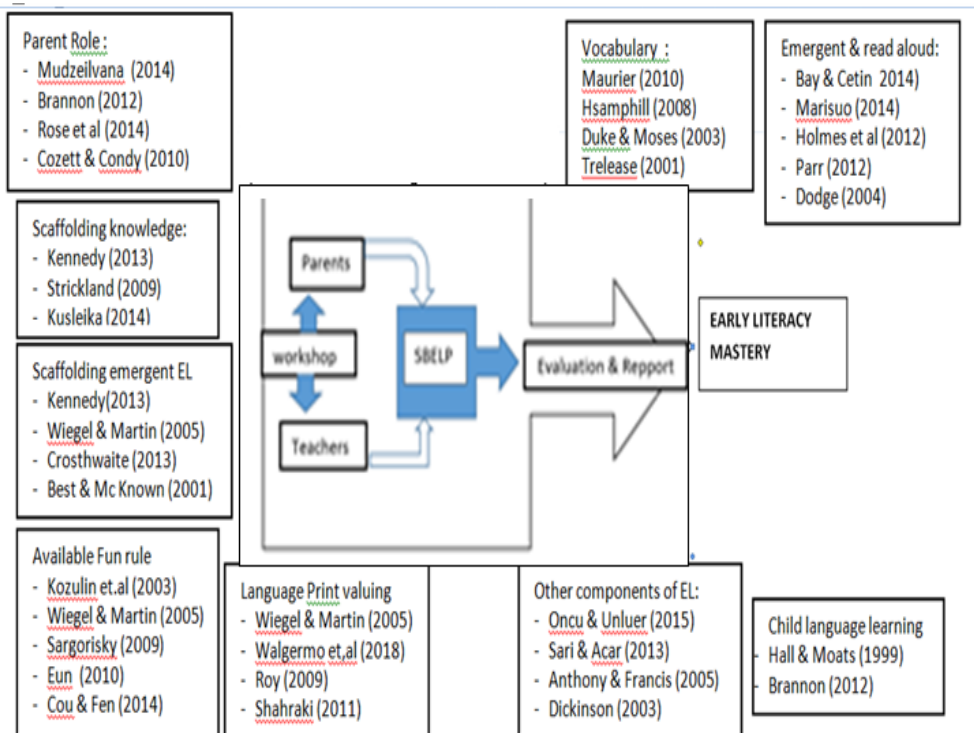 Parent Role :
- Mudzeilvana (2014)
- Brannon (2012)
- Rose et al (2014)
- Cozett & Condy (2010)
Vocabulary :
Maurier (2010)
Hsamphill (2008)
Duke & Moses (2003)
Trelease (2001)
Emergent & read aloud:
- Bay & Cetin 2014)
- Marisuo (2014)
- Holmes et al (2012)
- Parr (2012)
- Dodge (2004)
Scaffolding knowledge:
- Kennedy (2013)
- Strickland (2009)
- Kusleika (2014)
Scaffolding emergent EL
- Kennedy(2013)
- Wiegel & Martin (2005)
- Crosthwaite (2013)
- Best & Mc Known (2001)
Available Fun rule
- Kozulin et.al (2003)
- Wiegel & Martin (2005)
- Sargorisky (2009)
- Eun (2010)
- Cou & Fen (2014)
Parents
workshop
Teachers
SBELP
Evaluation & Repport
EARLY LITERACY
MASTERY
Language Print valuing
- Wiegel & Martin (2005)
- Walgermo et,al (2018)
- Roy (2009)
- Shahraki (2011)
Other components of EL:
- Oncu & Unluer (2015)
- Sari & Acar (2013)
- Anthony & Francis (2005)
- Dickinson (2003)
Child language learning
- Hall & Moats (1999)
- Brannon (2012)